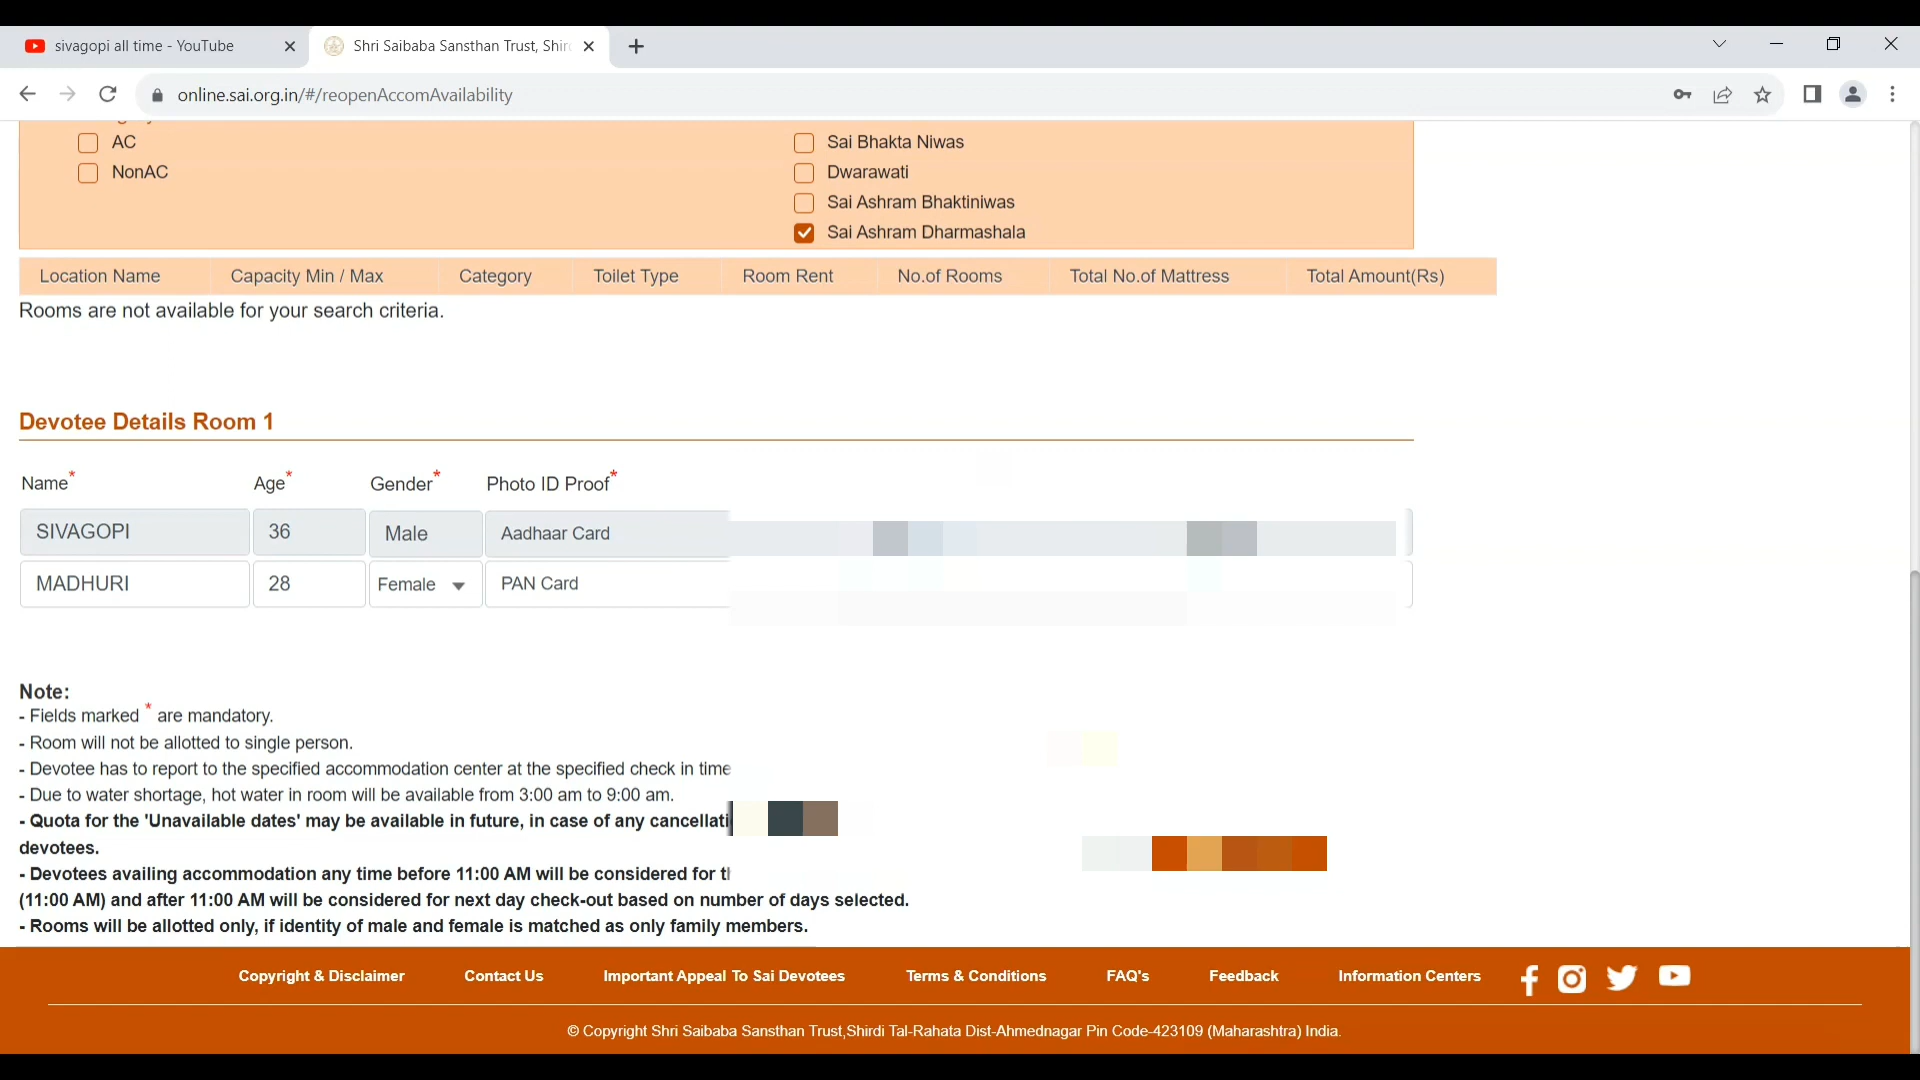 sivagopi all time - YouTube
Shri Saibaba Sansthan Trust,
online.sai.org.in/#/reopenAccomAvailability
AC
Sai Bhakta Niwas
NonAC
Dwarawati
Sai Ashram Bhaktiniwas
Sai Ashram Dharmashala
Location Name Capacity Min / Max Category Toilet Type Room Rent No.of Rooms Total No.of Mattress Total Amount(Rs)
Rooms are not available for your search criteria.
Devotee Details Room 1
Name* Age* Gender* Photo ID Proof*
SIVAGOPI 36 Male Aadhaar Card
MADHURI 28 Female PAN Card
Note:
- Fields marked * are mandatory.
- Room will not be allotted to single person.
- Devotee has to report to the specified accommodation center at the specified check in time
- Due to water shortage, hot water in room will be available from 3:00 am to 9:00 am.
- Quota for the 'Unavailable dates' may be available in future, in case of any
devotees.
- Devotees availing accommodation any time before 11:00 AM will be considered for
(11:00 AM) and after 11:00 AM will be considered for next day check-out based on number of days selected.
- Rooms will be allotted only, if identity of male and female is matched as only family members.
Copyright & Disclaimer Contact Us Important Appeal To Sai Devotees Terms & Conditions FAQ's Feedback Information Centers
© Copyright Shri Saibaba Sansthan Trust,Shirdi Tal-Rahata Dist-Ahmednagar Pin Code-423109 (Maharashtra) India.